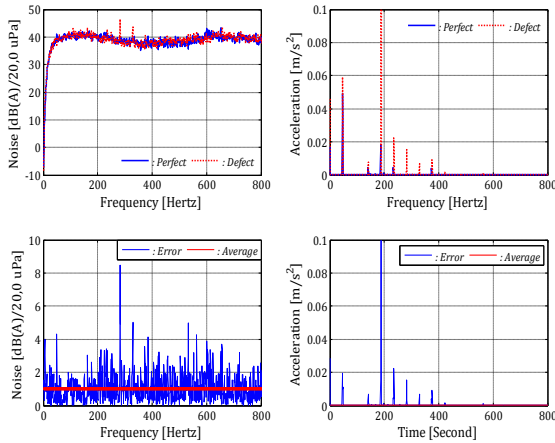 50
40
30
20
10
0
-10
Noise [dB(A)/20,0 uPa]
: Perfect
: Defect
0 200 400 600 800
Frequency [Hertz]
0.1
0.08
0.06
0.04
0.02
0
Acceleration [m/s²]
: Perfect
: Defect
0 200 400 600 800
Frequency [Hertz]
10
8
6
4
2
0
Noise [dB(A)/20,0 uPa]
: Error
: Average
0 200 400 600 800
Frequency [Hertz]
0.1
0.08
0.06
0.04
0.02
0
Acceleration [m/s²]
: Error
: Average
0 200 400 600 800
Time [Second]